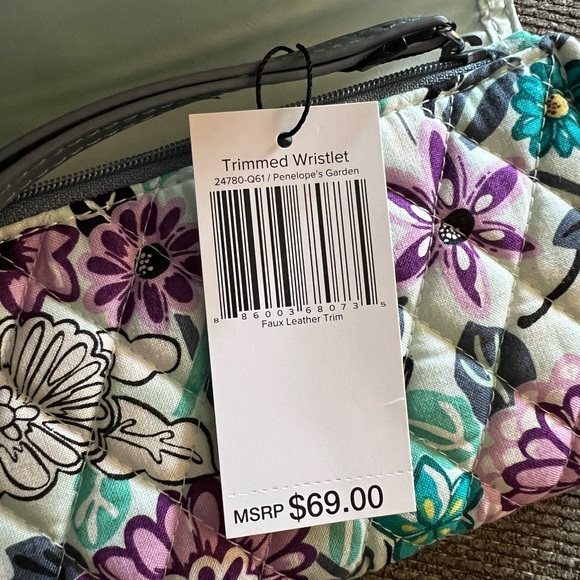 Trimmed Wristlet
24780-Q61 / Penelope's Garden
8 86003 68073 5
Faux Leather Trim
MSRP $69.00